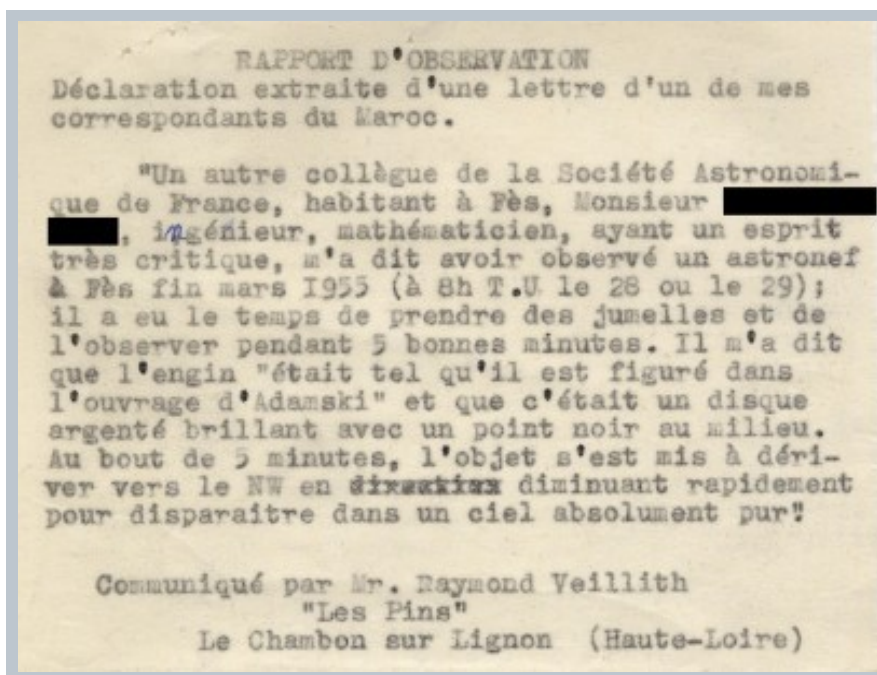 RAPPORT D'OBSERVATION
Déclaration extraite d'une lettre d'un de mes
correspondants du Maroc.
"Un autre collègue de la Société Astronomi-
que de France, habitant à Fès, Monsieur
, ingénieur, mathématicien, ayant un esprit
très critique, m'a dit avoir observé un astronef
à Fès fin mars I955 (à 8h T.U le 28 ou le 29);
il a eu le temps de prendre des jumelles et de
l'observer pendant 5 bonnes minutes. Il m'a dit
que l'engin "était tel qu'il est figuré dans
l'ouvrage d'Adamski" et que c'était un disque
argenté brillant avec un point noir au milieu.
Au bout de 5 minutes, l'objet s'est mis à déri-
ver vers le NW en diminuant rapidement
pour disparaitre dans un ciel absolument pur"
Communiqué par Mr. Raymond Veillith
"Les Pins"
Le Chambon sur Lignon (Haute-Loire)